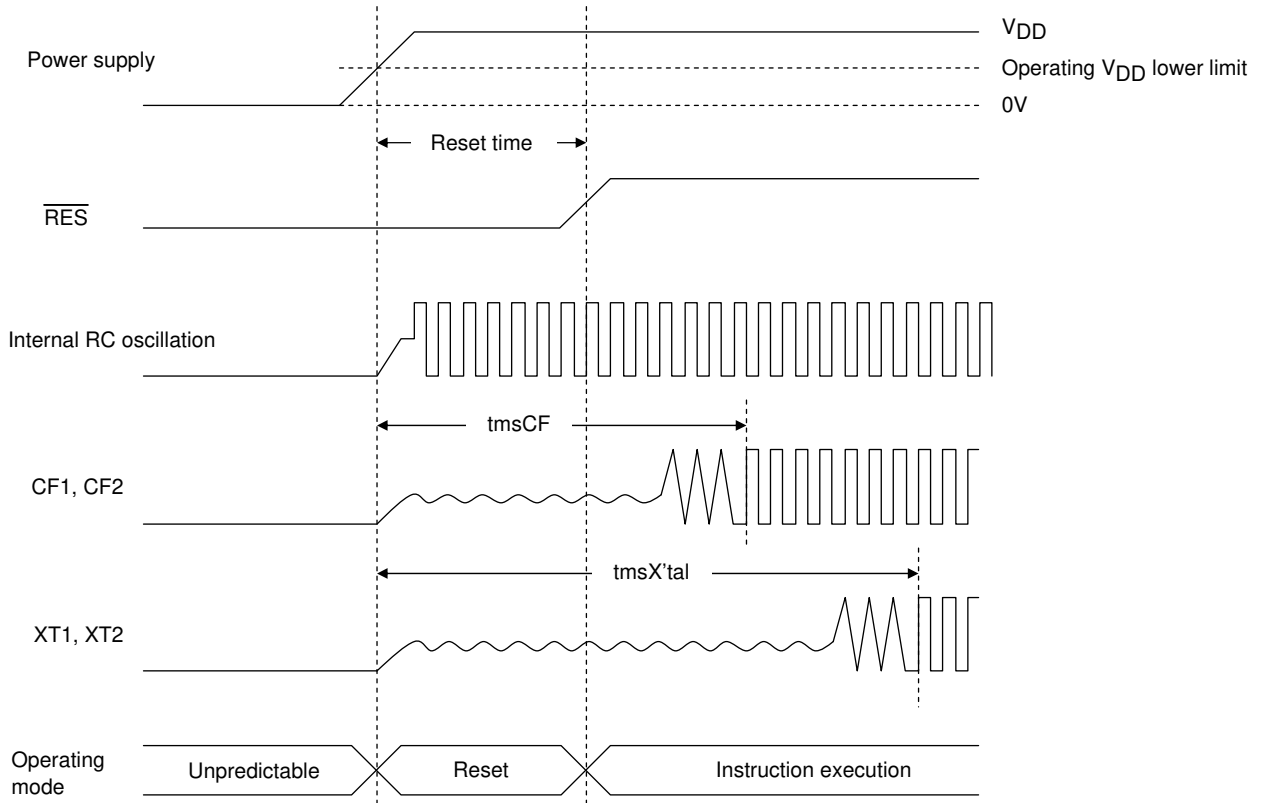 VDD
Power supply
Operating VDD lower limit
0V
Reset time
RES
Internal RC oscillation
tmsCF
CF1, CF2
tmsX'tal
XT1, XT2
Operating
mode
Unpredictable
Reset
Instruction execution